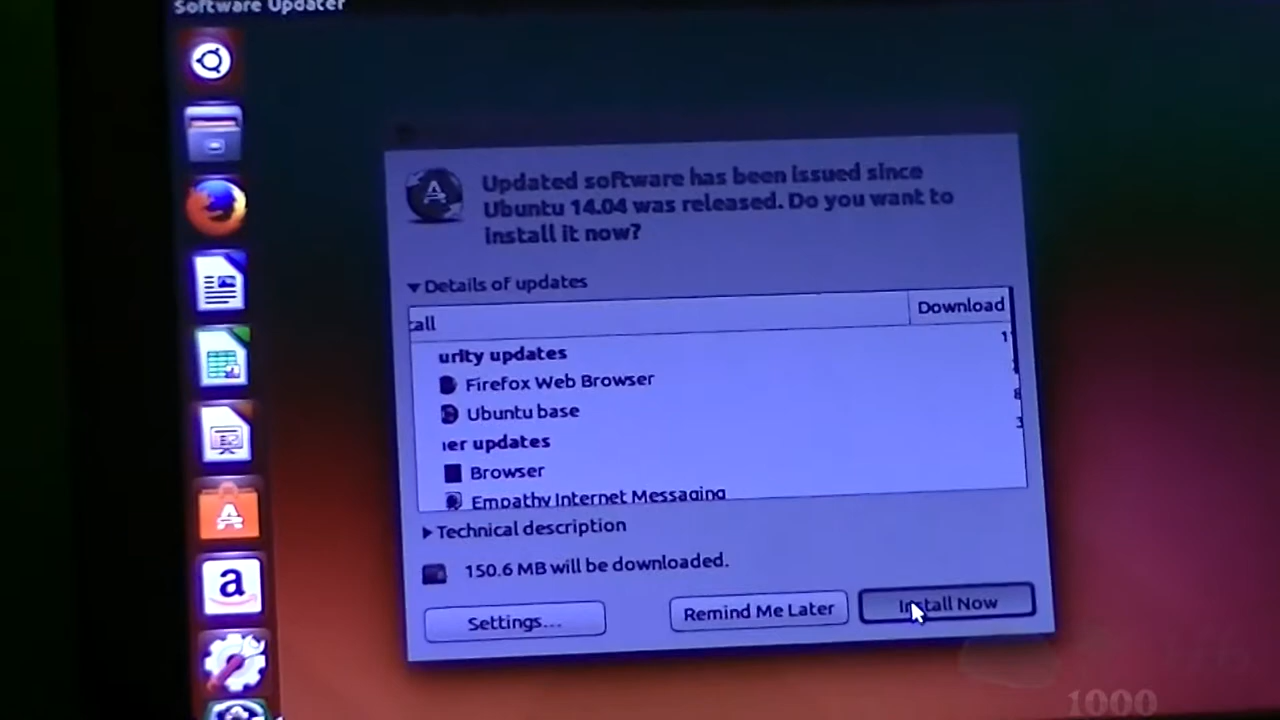 Software Updater
Updated software has been issued since
Ubuntu 14.04 was released. Do you want to
install it now?
Details of updates
tall
Download
urity updates
Firefox Web Browser
Ubuntu base
er updates
Browser
Empathy Internet Messaging
Technical description
150.6 MB will be downloaded.
Settings...
Remind Me Later
Install Now
1000